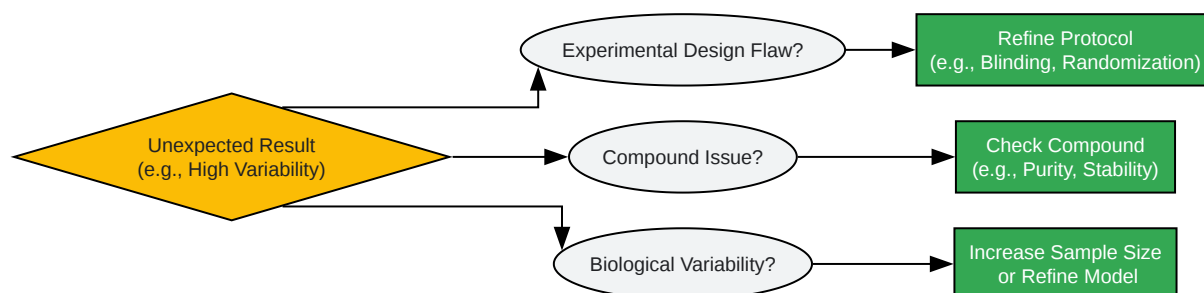 Experimental Design Flaw?
Refine Protocol
(e.g., Blinding, Randomization)
Unexpected Result
(e.g., High Variability)
Compound Issue?
Check Compound
(e.g., Purity, Stability)
Biological Variability?
Increase Sample Size
or Refine Model